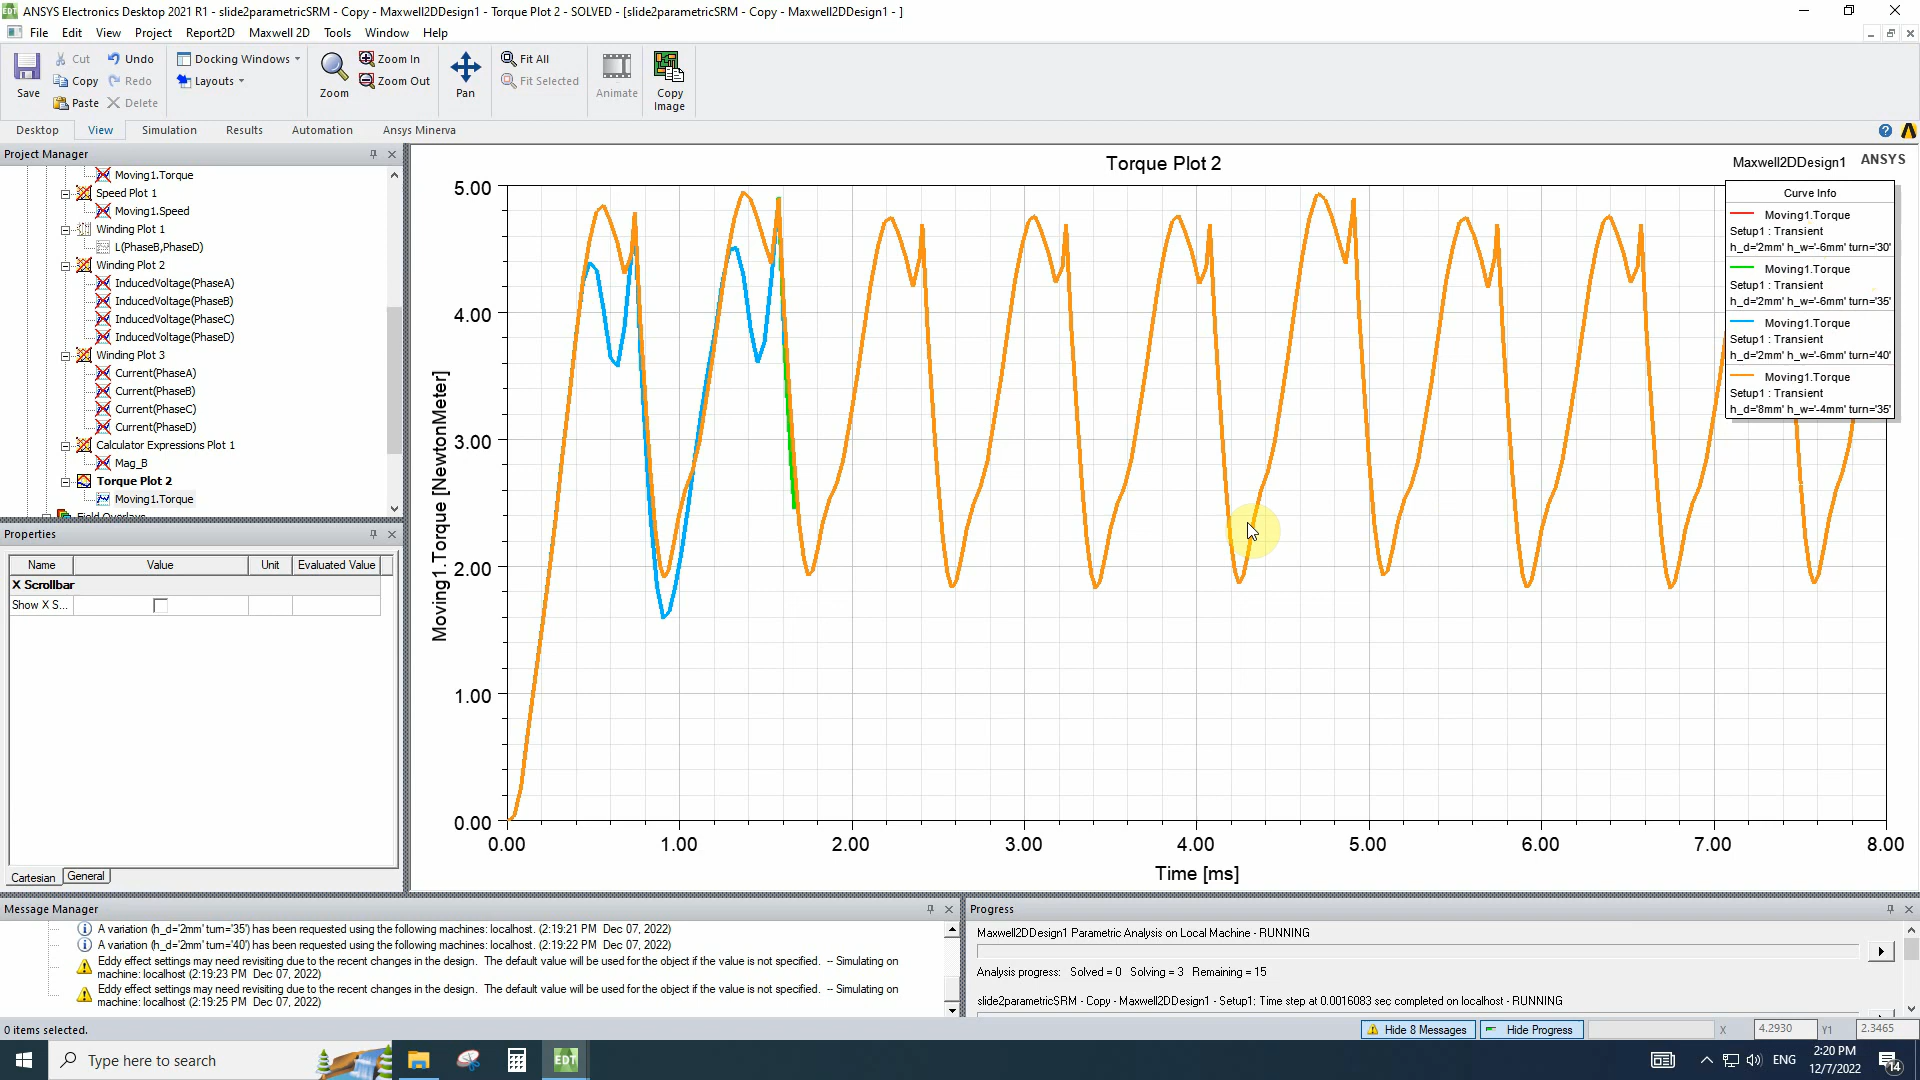 ANSYS Electronics Desktop 2021 R1 - slide2parametricSRM - Copy - Maxwell2DDesign1 - Torque Plot 2 - SOLVED - [slide2parametricSRM - Copy - Maxwell2DDesign1 - ]
File Edit View Project Report2D Maxwell 2D Tools Window Help
Save
Cut
Copy
Paste
Undo
Redo
Delete
Docking Windows
Layouts
Zoom
Zoom In
Zoom Out
Pan
Fit All
Fit Selected
Animate
Copy
Image
Desktop View Simulation Results Automation Ansys Minerva
Project Manager
Moving1.Torque
Speed Plot 1
Moving1.Speed
Winding Plot 1
L(PhaseB,PhaseD)
Winding Plot 2
InducedVoltage(PhaseA)
InducedVoltage(PhaseB)
InducedVoltage(PhaseC)
InducedVoltage(PhaseD)
Winding Plot 3
Current(PhaseA)
Current(PhaseB)
Current(PhaseC)
Current(PhaseD)
Calculator Expressions Plot 1
Mag_B
Torque Plot 2
Moving1.Torque
Field Overlays
Properties
Name Value Unit Evaluated Value
X Scrollbar
Show X S...
Cartesian General
Torque Plot 2
Maxwell2DDesign1 ANSYS
Curve Info
Moving1.Torque
Setup1 : Transient
h_d='2mm' h_w='-6mm' turn='30'
Moving1.Torque
Setup1 : Transient
h_d='2mm' h_w='-6mm' turn='35'
Moving1.Torque
Setup1 : Transient
h_d='2mm' h_w='-6mm' turn='40'
Moving1.Torque
Setup1 : Transient
h_d='8mm' h_w='-4mm' turn='35'
Moving1.Torque [NewtonMeter]
5.00
4.00
3.00
2.00
1.00
0.00
0.00 1.00 2.00 3.00 4.00 5.00 6.00 7.00 8.00
Time [ms]
Message Manager
A variation (h_d='2mm' turn='35') has been requested using the following machines: localhost. (2:19:21 PM Dec 07, 2022)
A variation (h_d='2mm' turn='40') has been requested using the following machines: localhost. (2:19:22 PM Dec 07, 2022)
Eddy effect settings may need revisiting due to the recent changes in the design. The default value will be used for the object if the value is not specified. -- Simulating on
machine: localhost (2:19:23 PM Dec 07, 2022)
Eddy effect settings may need revisiting due to the recent changes in the design. The default value will be used for the object if the value is not specified. -- Simulating on
machine: localhost (2:19:25 PM Dec 07, 2022)
Progress
Maxwell2DDesign1 Parametric Analysis on Local Machine - RUNNING
Analysis progress: Solved = 0 Solving = 3 Remaining = 15
slide2parametricSRM - Copy - Maxwell2DDesign1 - Setup1: Time step at 0.0016083 sec completed on localhost - RUNNING
0 items selected.
Hide 8 Messages
Hide Progress
X 4.2930 Y1 2.3465
Type here to search
EDT
ENG
2:20 PM
12/7/2022
14